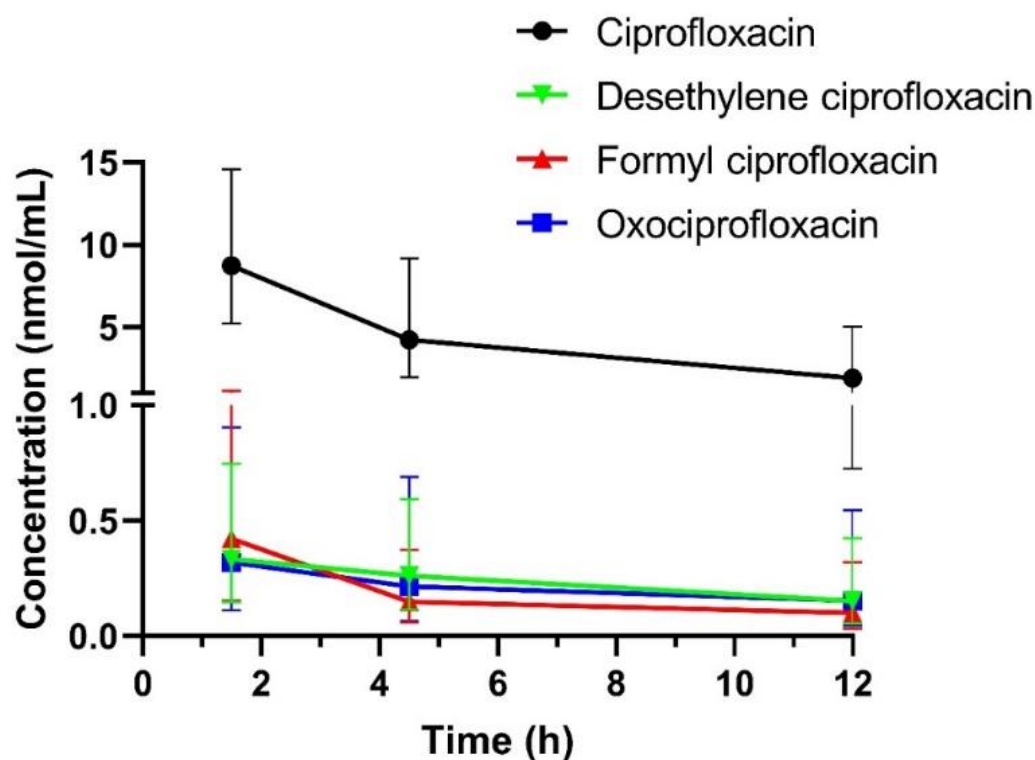 Ciprofloxacin
Desethylene ciprofloxacin
Formyl ciprofloxacin
Oxociprofloxacin
Concentration (nmol/mL)
15
10
5
1.0
0.5
0.0
0 2 4 6 8 10 12
Time (h)